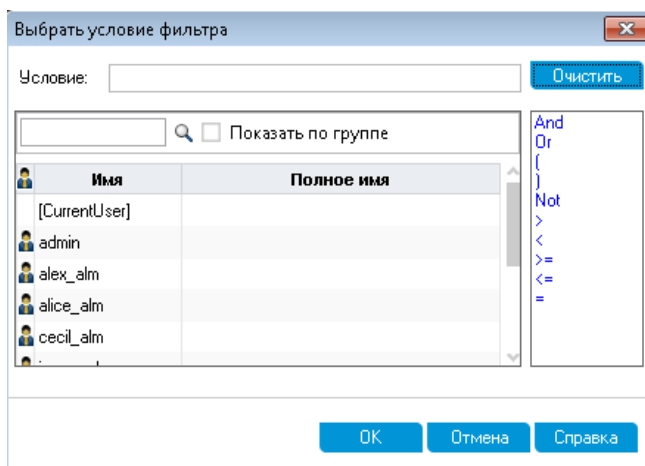 Выбрать условие фильтра
Условие:
Очистить
Показать по группе
Имя
Полное имя
[CurrentUser]
admin
alex_alm
alice_alm
cecil_alm
And
Or
(
)
Not
>
<
>=
<=
=
OK
Отмена
Справка